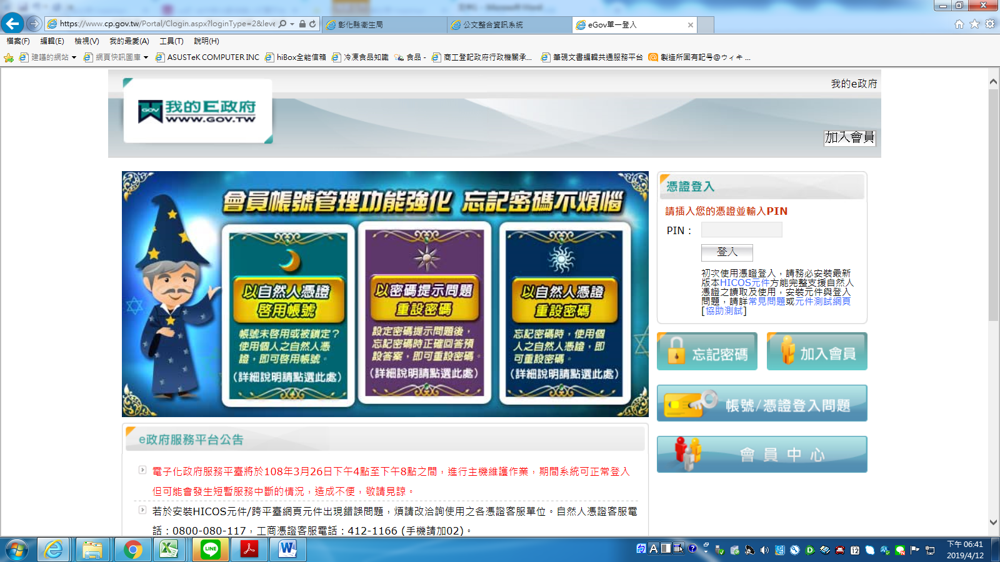 https://www.cp.gov.tw/Portal/Clogin.aspx?loginType=2&leve
彰化縣衛生局
公文整合資訊系統
eGov單一登入
檔案(F)
編輯(E)
檢視(V)
我的最愛(A)
工具(T)
說明(H)
建議的網站
網頁快訊圖庫
ASUSTeK COMPUTER INC
hiBox全能信箱
冷凍食品知識
食品 -
商工登記政府行政機關承...
筆硯文書編輯共通服務平台
製造所固有記号@ウィキ ...
我的e政府
GOV
我的E政府
WWW.GOV.TW
加入會員
會員帳號管理功能強化 忘記密碼不煩惱
以自然人憑證
啓用帳號
帳號未啓用或被鎖定？
使用個人之自然人憑
證，即可啓用帳號。
(詳細說明請點選此處)
以密碼提示問題
重設密碼
設定密碼提示問題後，
忘記密碼時正確回答預
設答案，即可重設密碼。
(詳細說明請點選此處)
以自然人憑證
重設密碼
忘記密碼時，使用個
人之自然人憑證，即
可重設密碼。
(詳細說明請點選此處)
憑證登入
請插入您的憑證並輸入PIN
PIN：
登入
初次使用憑證登入，請務必安裝最新
版本HICOS元件方能完整支援自然人
憑證之讀取及使用，安裝元件與登入
問題，請詳常見問題或元件測試網頁
[協助測試]
忘記密碼
加入會員
帳號/憑證登入問題
會員中心
e政府服務平台公告
電子化政府服務平臺將於108年3月26日下午4點至下午8點之間，進行主機維護作業，期間系統可正常登入
但可能會發生短暫服務中斷的情況，造成不便，敬請見諒。
若於安裝HICOS元件/跨平臺網頁元件出現錯誤問題，煩請改洽詢使用之各憑證客服單位。自然人憑證客服電
話：0800-080-117，工商憑證客服電話：412-1166 (手機請加02)。
LINE
A
12
下午 06:41
2019/4/12